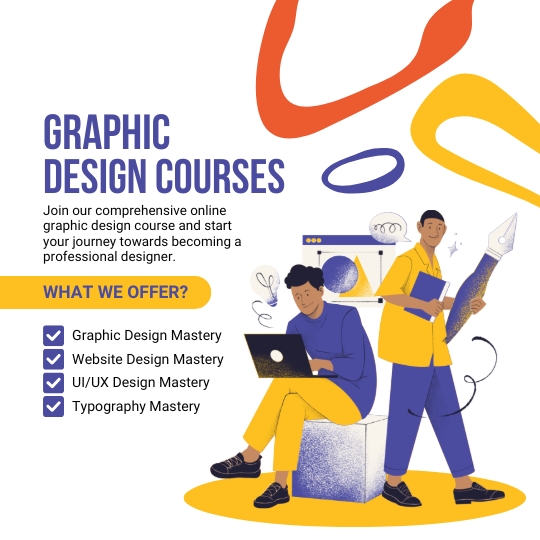 GRAPHIC
DESIGN COURSES
Join our comprehensive online
graphic design course and start
your journey towards becoming a
professional designer.
WHAT WE OFFER?
Graphic Design Mastery
Website Design Mastery
UI/UX Design Mastery
Typography Mastery